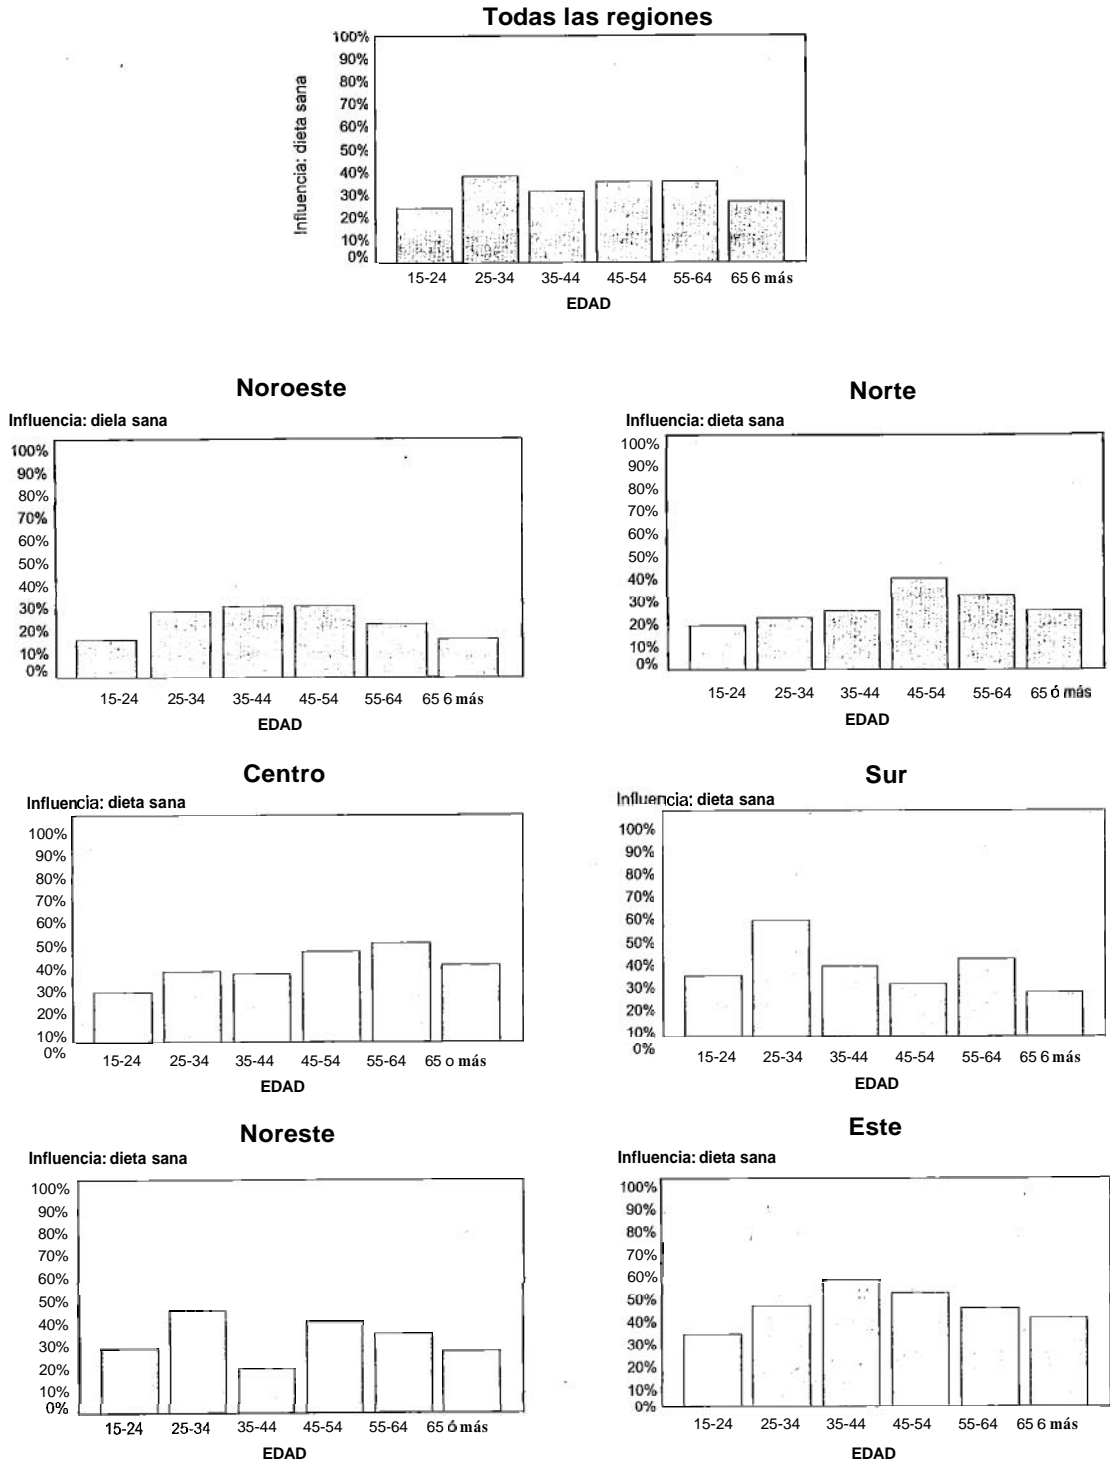 Todas las regiones
Influencia: dieta sana
100%
90%
80%
70%
60%
50%
40%
30%
20%
10%
0%
15-24 25-34 35-44 45-54 55-64 65 6 más
EDAD
Noroeste
Influencia: diela sana
100%
90%
80%
70%
60%
50%
40%
30%
20%
10%
0%
15-24 25-34 35-44 45-54 55-64 65 6 más
EDAD
Norte
Influencia: dieta sana
100%
90%
80%
70%
60%
50%
40%
30%
20%
10%
0%
15-24 25-34 35-44 45-54 55-64 65 ó más
EDAD
Centro
Influencia: dieta sana
100%
90%
80%
70%
60%
50%
40%
30%
20%
10%
0%
15-24 25-34 35-44 45-54 55-64 65 o más
EDAD
Sur
Influencia: dieta sana
100%
90%
80%
70%
60%
50%
40%
30%
20%
10%
0%
15-24 25-34 35-44 45-54 55-64 65 6 más
EDAD
Noreste
Influencia: dieta sana
100%
90%
80%
70%
60%
50%
40%
30%
20%
10%
0%
15-24 25-34 35-44 45-54 55-64 65 ó más
EDAD
Este
Influencia: dieta sana
100%
90%
80%
70%
60%
50%
40%
30%
20%
10%
0%
15-24 25-34 35-44 45-54 55-64 65 6 más
EDAD